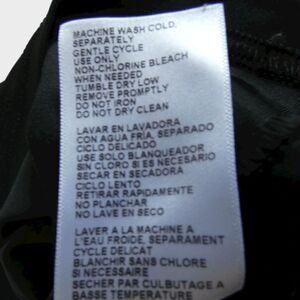 MACHINE WASH COLD,
SEPARATELY
GENTLE CYCLE
USE ONLY
NON-CHLORINE BLEACH
WHEN NEEDED
TUMBLE DRY LOW
REMOVE PROMPTLY
DO NOT IRON
DO NOT DRY CLEAN
LAVAR EN LAVADORA
CON AGUA FRÍA, SEPARADO
CICLO DELICADO
USE SOLO BLANQUEADOR
SIN CLORO SI ES NECESARIO
SECAR EN SECADORA
CICLO LENTO
RETIRAR RAPIDAMENTE
NO PLANCHAR
NO LAVE EN SECO
LAVER A LA MACHINE A
L'EAU FROIDE, SEPARAMENT
CYCLE DELICAT
BLANCHIR SANS CHLORE
SI NECESSAIRE
SECHER PAR CULBUTAGE A
BASSE TEMPERATURE